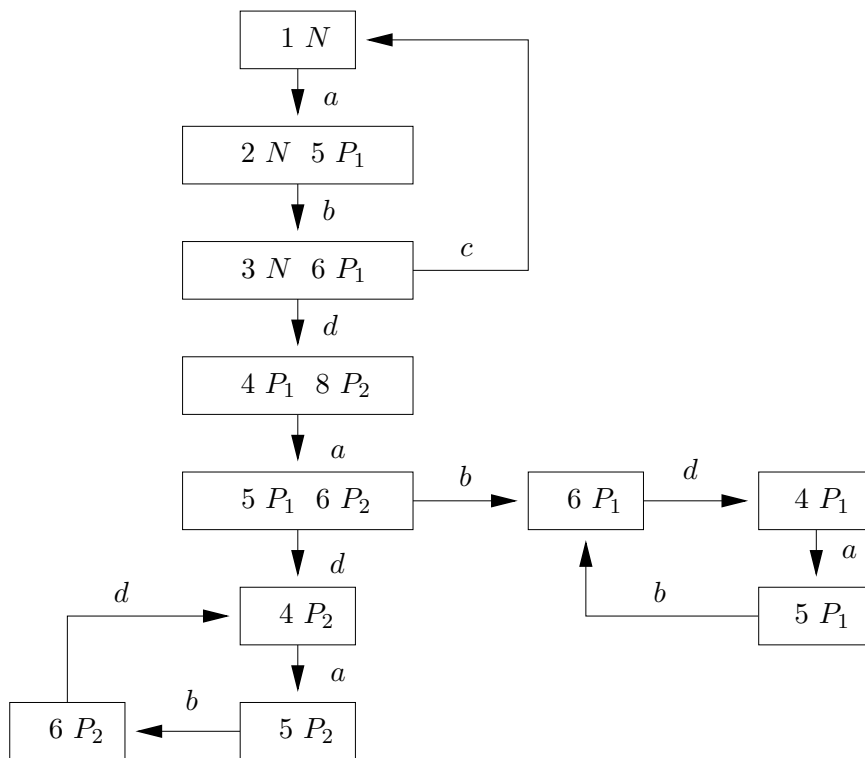 1 N
a
2 N 5 P₁
b
3 N 6 P₁
c
d
4 P₁ 8 P₂
a
5 P₁ 6 P₂
b
6 P₁
d
4 P₁
d
a
d
4 P₂
b
5 P₁
a
6 P₂
b
5 P₂